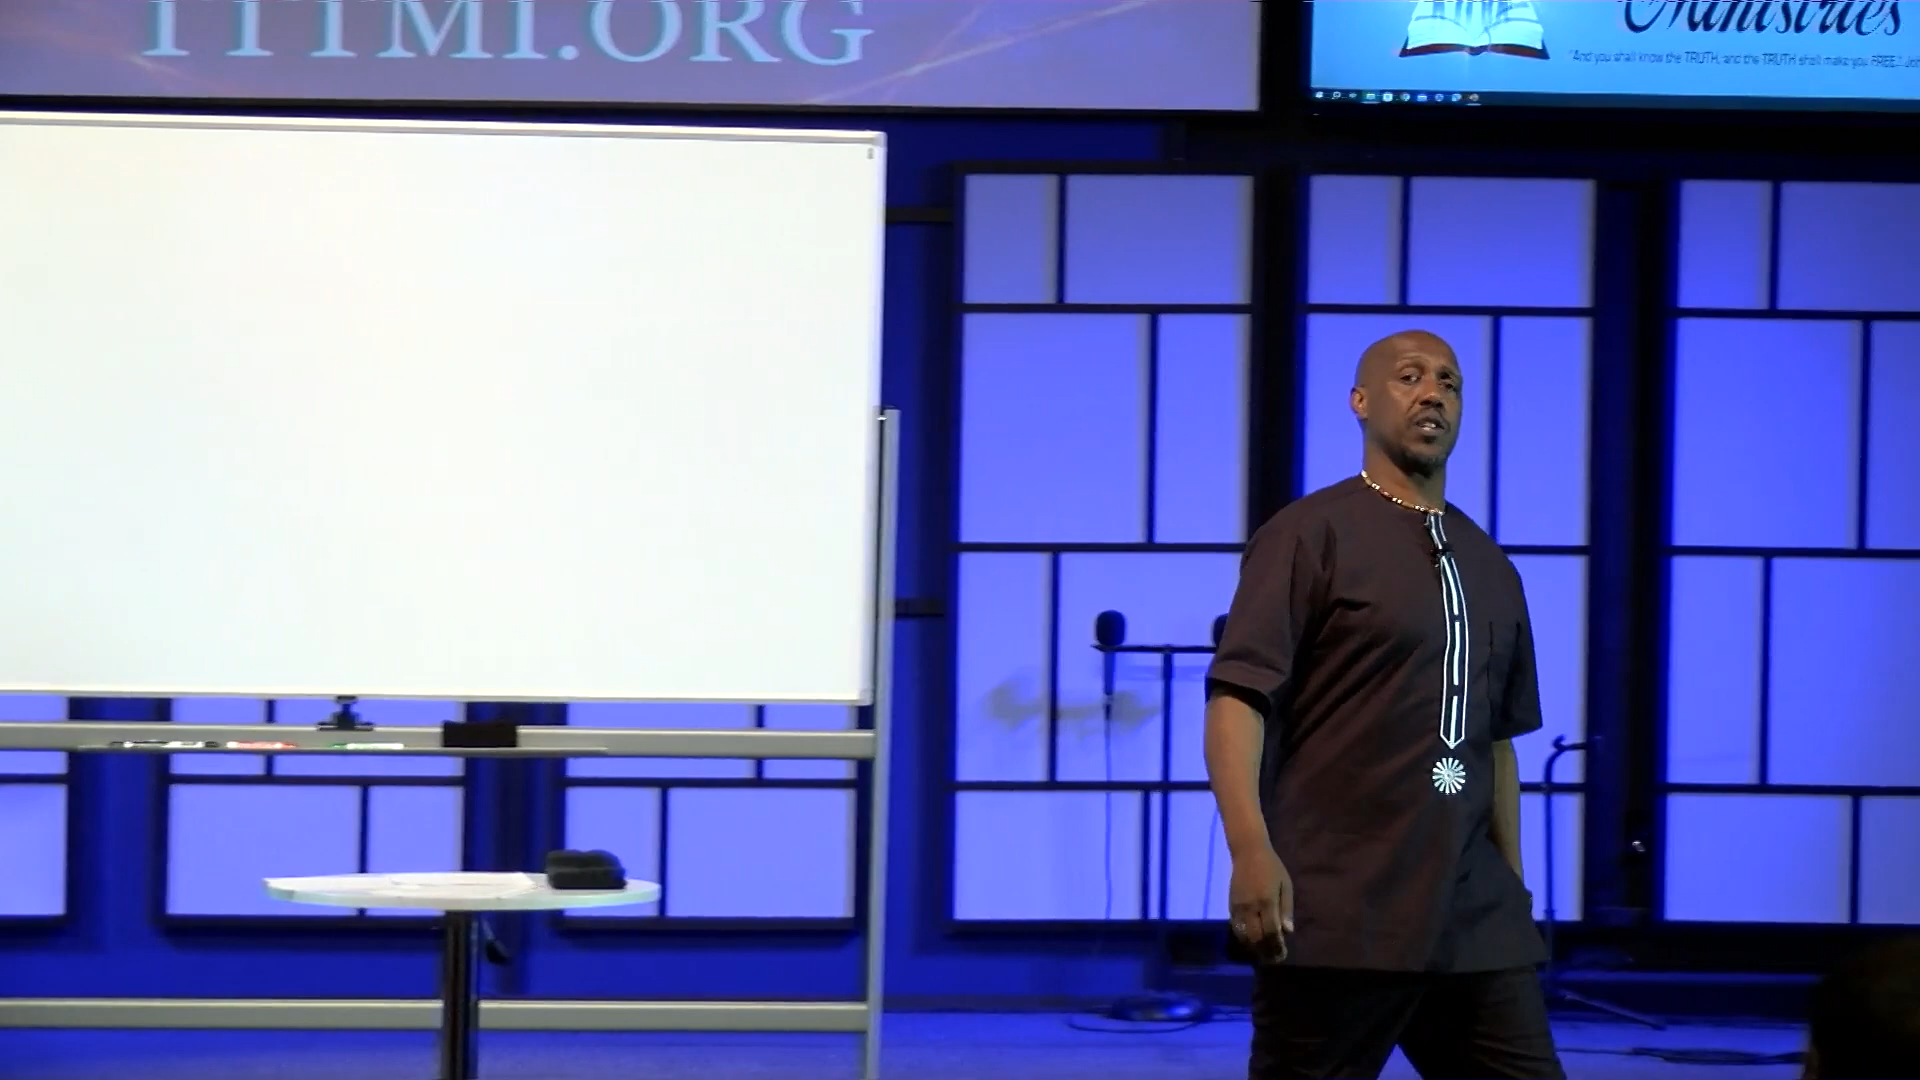 TTTMI.ORG
Ministries
"And you shall know the TRUTH, and the TRUTH shall make you FREE."